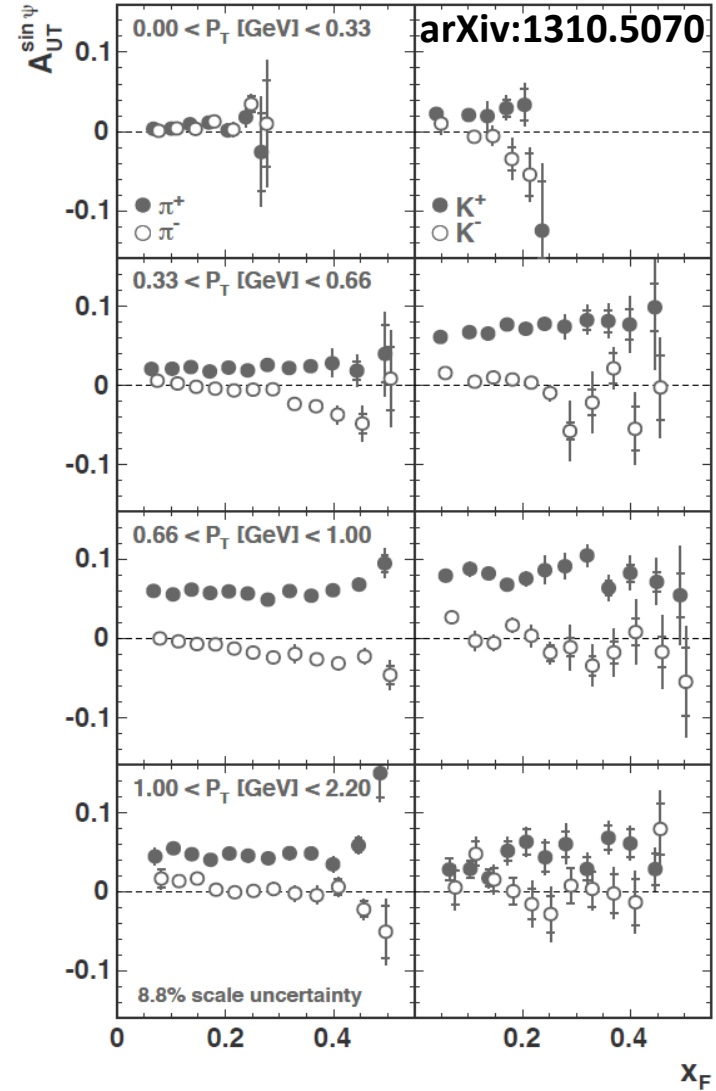 A_UT^sin ψ
0.00 < P_T [GeV] < 0.33
arXiv:1310.5070
0.1
0
-0.1
π⁺
π⁻
K⁺
K⁻
0.33 < P_T [GeV] < 0.66
0.1
0
-0.1
0.66 < P_T [GeV] < 1.00
0.1
0
-0.1
1.00 < P_T [GeV] < 2.20
0.1
0
-0.1
8.8% scale uncertainty
0 0.2 0.4 0.2 0.4
x_F